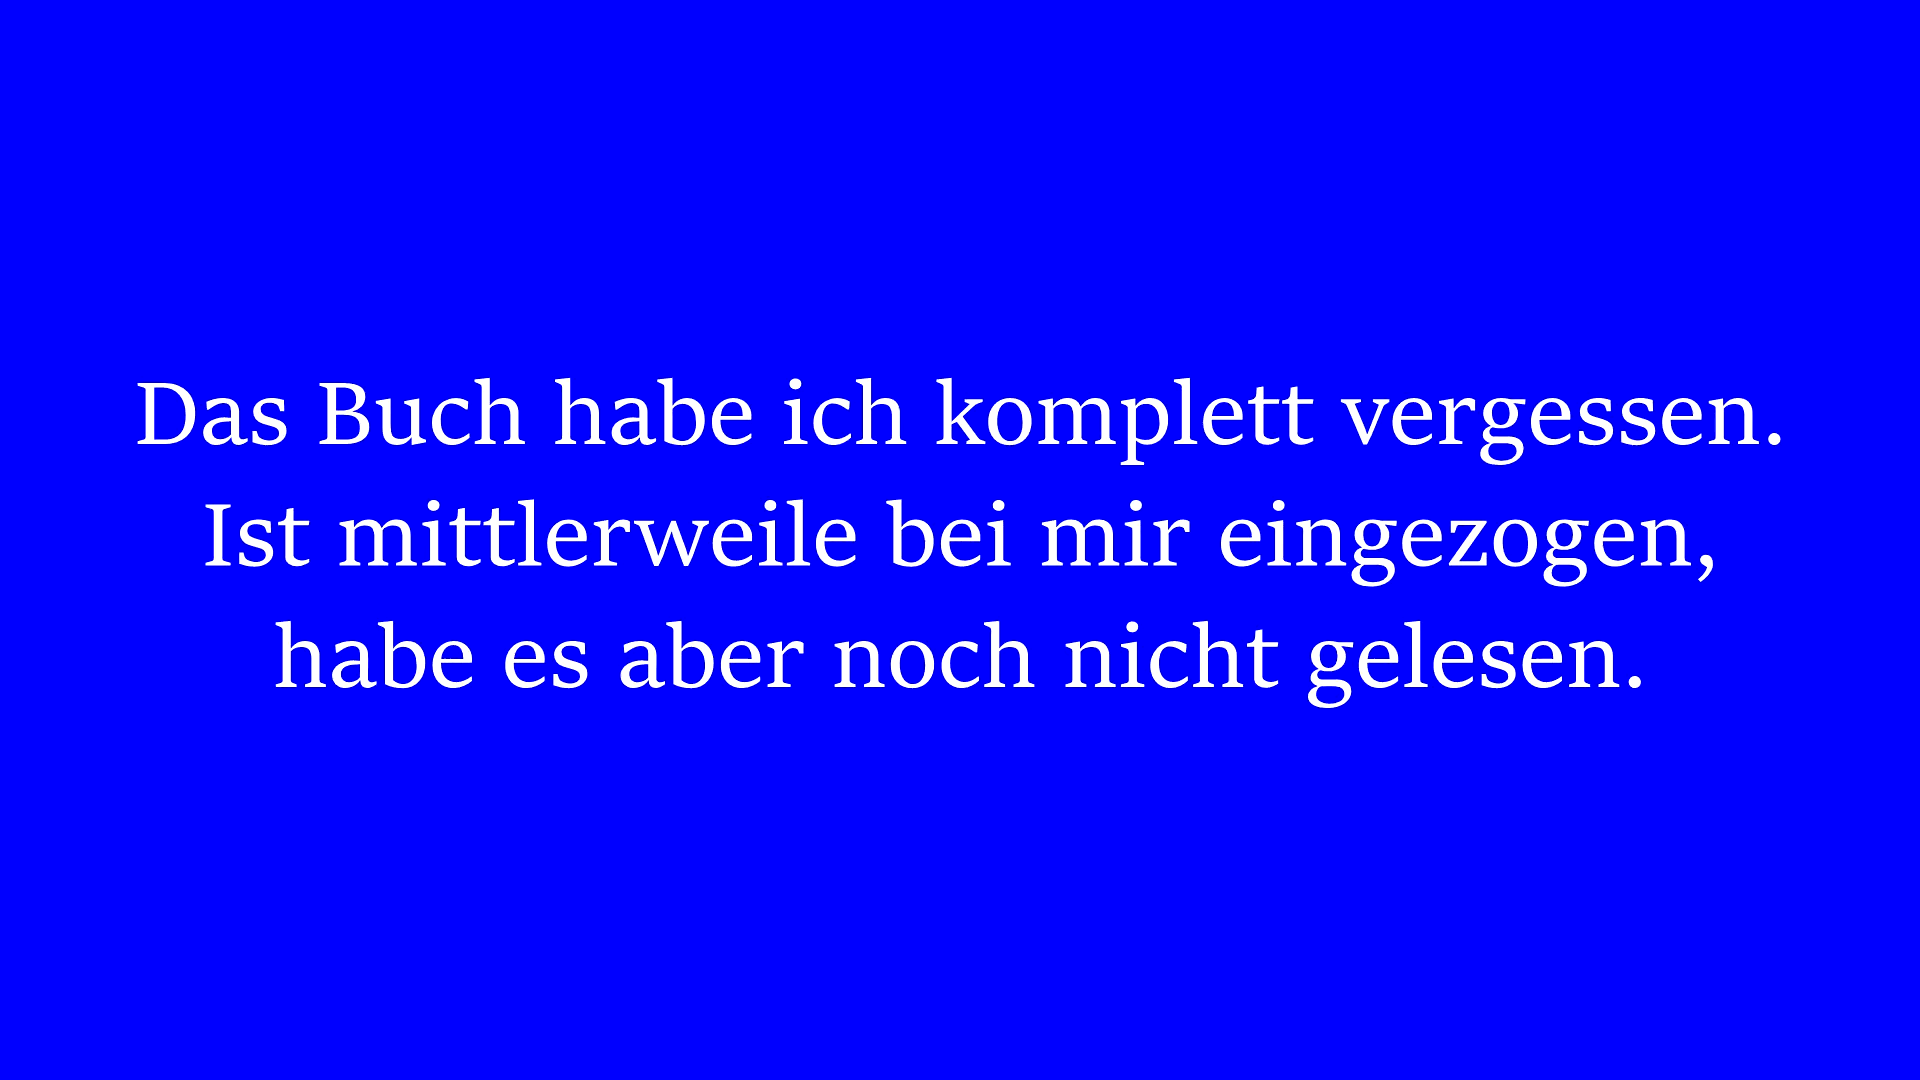 Das Buch habe ich komplett vergessen.
Ist mittlerweile bei mir eingezogen,
habe es aber noch nicht gelesen.